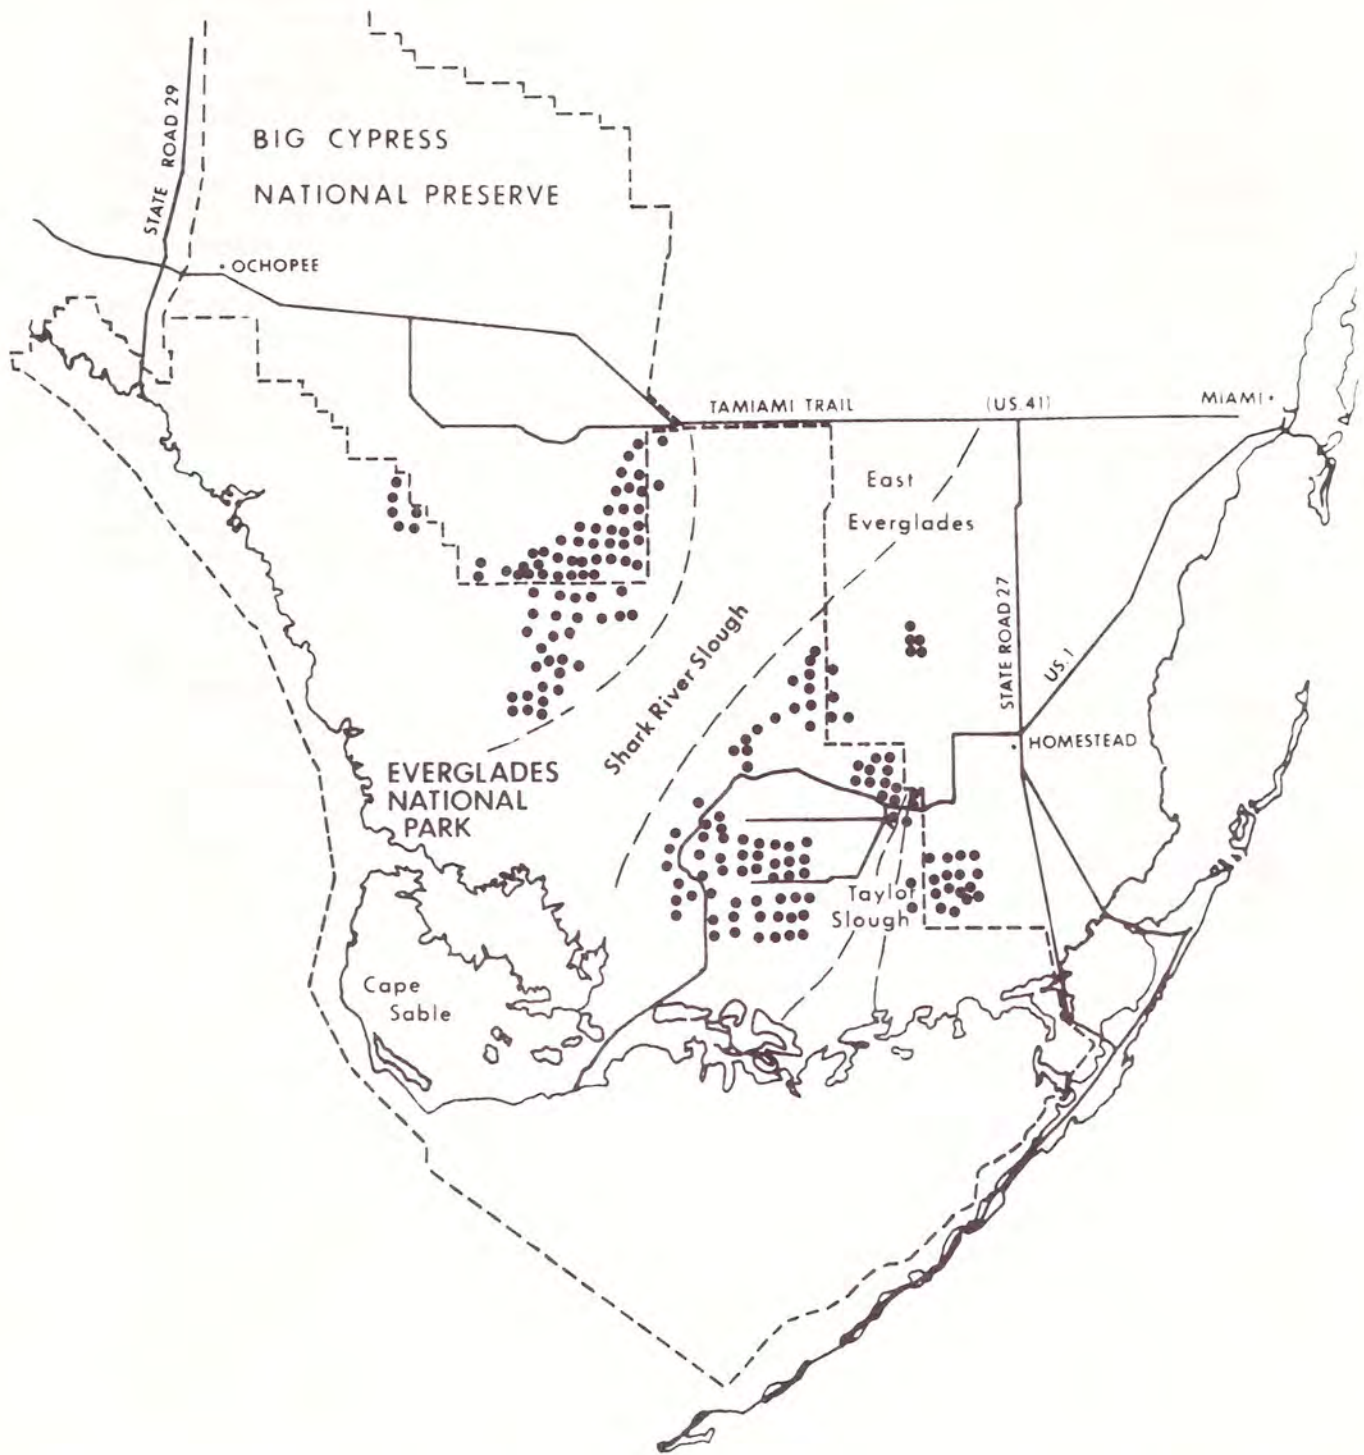 STATE ROAD 29
BIG CYPRESS
NATIONAL PRESERVE
OCHOPEE
TAMIAMI TRAIL
(US. 41)
MIAMI
East
Everglades
STATE ROAD 27
US. 1
Shark River Slough
HOMESTEAD
EVERGLADES
NATIONAL
PARK
Taylor
Slough
Cape
Sable